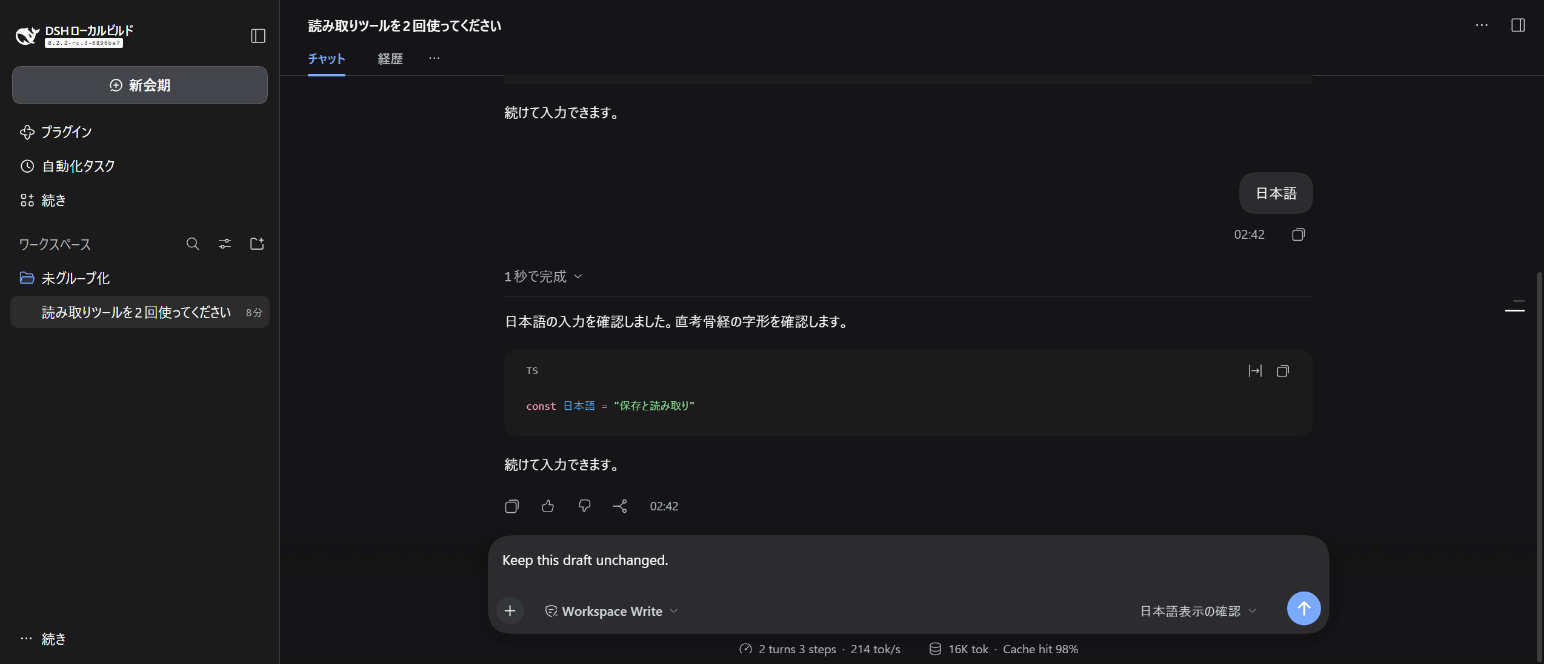 DSHローカルビルド
0.2.2-rc.3-6896be7
新会期
プラグイン
自動化タスク
続き
ワークスペース
未グループ化
読み取りツールを2回使ってください 8分
続き
読み取りツールを2回使ってください
チャット 経歴
続けて入力できます。
日本語
02:42
1秒で完成
日本語の入力を確認しました。直考骨経の字形を確認します。
TS
const 日本語 = "保存と読み取り"
続けて入力できます。
02:42
Keep this draft unchanged.
Workspace Write 日本語表示の確認
2 turns 3 steps · 214 tok/s 16K tok · Cache hit 98%